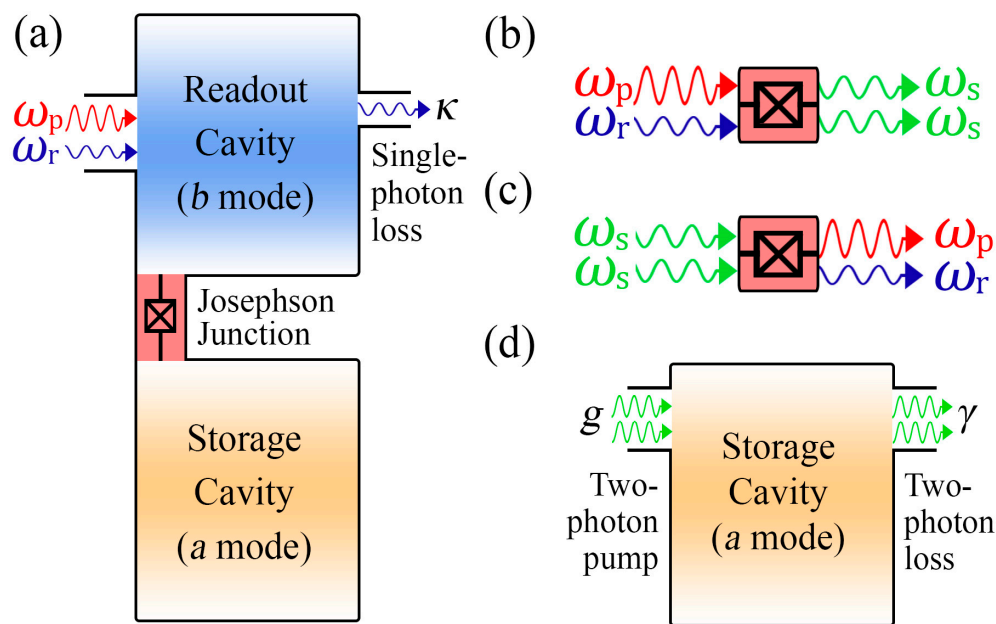 (a)
Readout
Cavity
(b mode)
ωp
ωr
κ
Single-
photon
loss
Josephson
Junction
Storage
Cavity
(a mode)
(b)
ωp
ωr
ωs
ωs
(c)
ωs
ωs
ωp
ωr
(d)
g
Two-
photon
pump
Storage
Cavity
(a mode)
γ
Two-
photon
loss